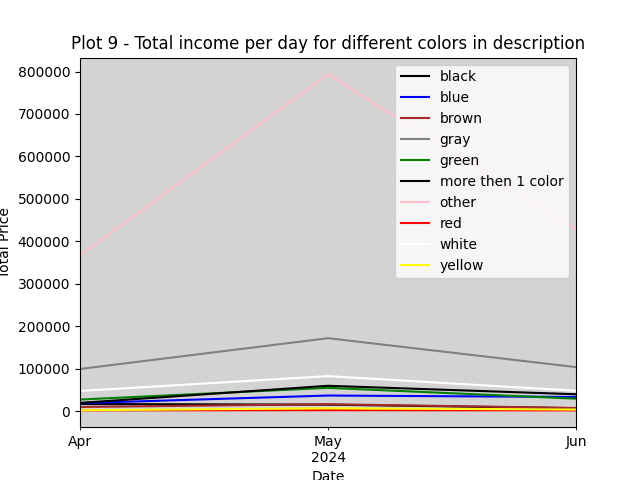 Plot 9 - Total income per day for different colors in description
800000
700000
600000
500000
400000
300000
200000
100000
0
Total Price
black
blue
brown
gray
green
more then 1 color
other
red
white
yellow
Apr
May
Jun
2024
Date